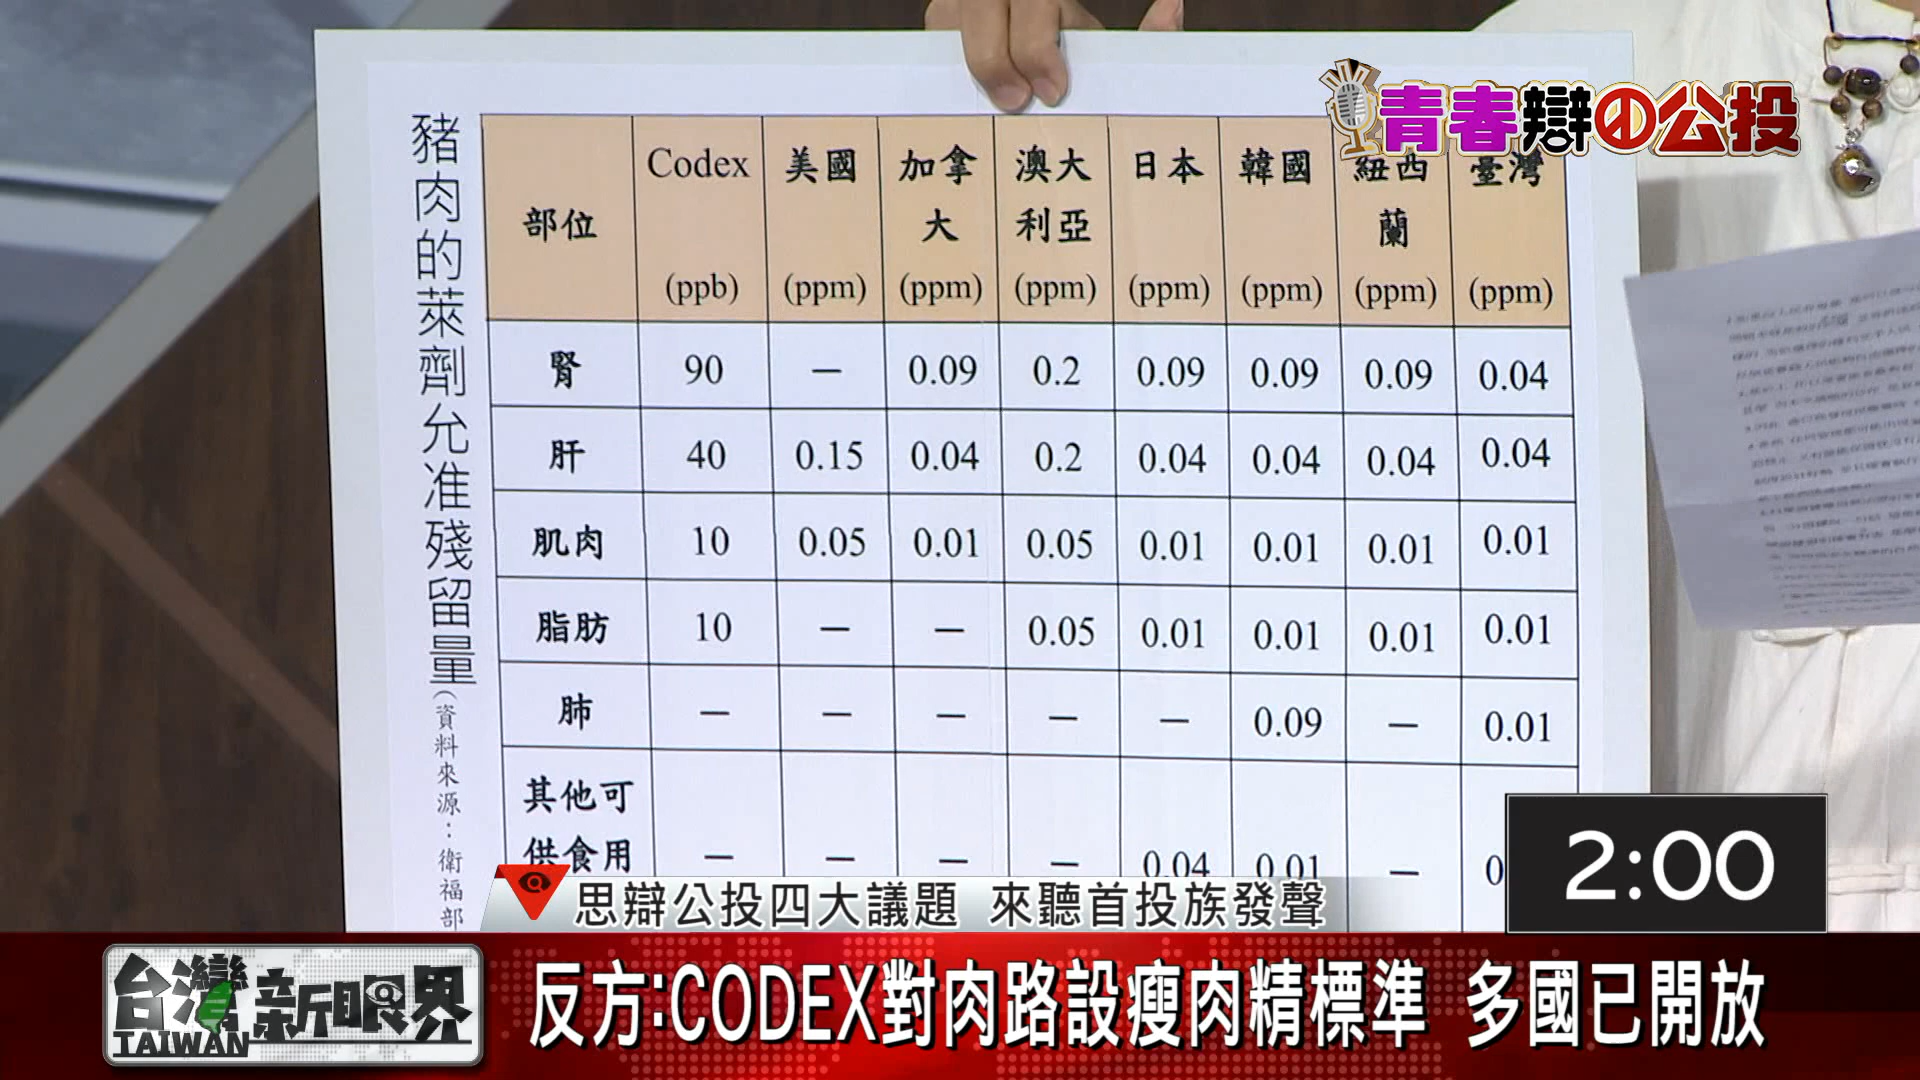 青春辯の公投
豬肉的萊劑允准殘留量(資料來源:衛福部
部位 Codex (ppb) 美國 (ppm) 加拿大 (ppm) 澳大利亞 (ppm) 日本 (ppm) 韓國 (ppm) 紐西蘭 (ppm) 臺灣 (ppm)
腎 90 — 0.09 0.2 0.09 0.09 0.09 0.04
肝 40 0.15 0.04 0.2 0.04 0.04 0.04 0.04
肌肉 10 0.05 0.01 0.05 0.01 0.01 0.01 0.01
脂肪 10 — — 0.05 0.01 0.01 0.01 0.01
肺 — — — — — 0.09 — 0.01
其他可供食用 — — — — 0.04 0.01 —
2:00
思辯公投四大議題 來聽首投族發聲
台灣新眼界
TAIWAN
反方:CODEX對肉路設瘦肉精標準 多國已開放